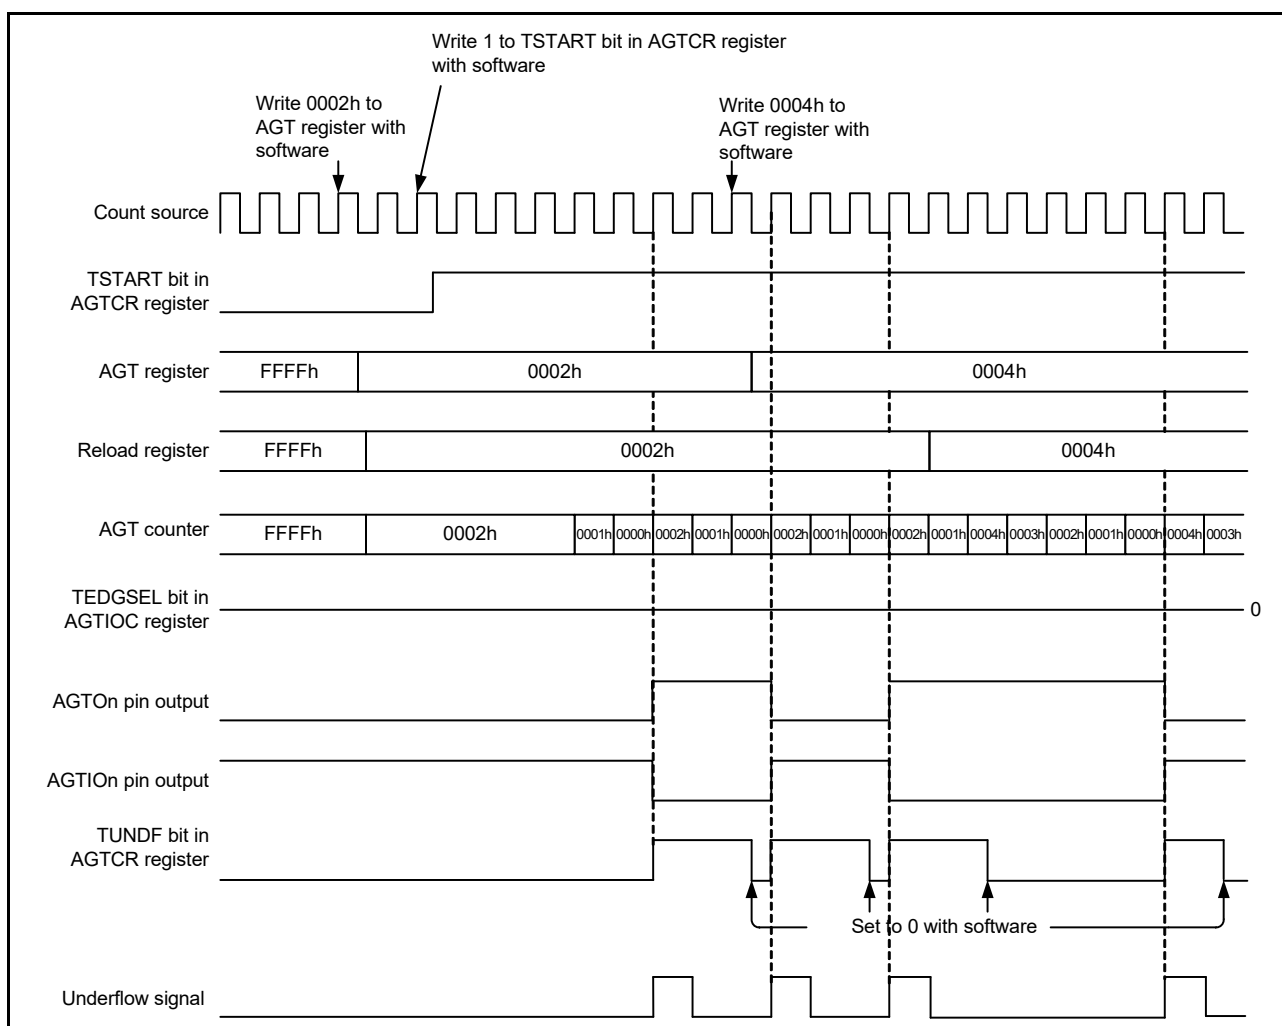 Write 1 to TSTART bit in AGTCR register
with software
Write 0002h to
AGT register with
software
Write 0004h to
AGT register with
software
Count source
TSTART bit in
AGTCR register
AGT register
FFFFh
0002h
0004h
Reload register
FFFFh
0002h
0004h
AGT counter
FFFFh
0002h
0001h 0000h 0002h 0001h 0000h 0002h 0001h 0000h 0002h 0001h 0004h 0003h 0002h 0001h 0000h 0004h 0003h
TEDGSEL bit in
AGTIOC register
0
AGTOn pin output
AGTIOn pin output
TUNDF bit in
AGTCR register
Set to 0 with software
Underflow signal